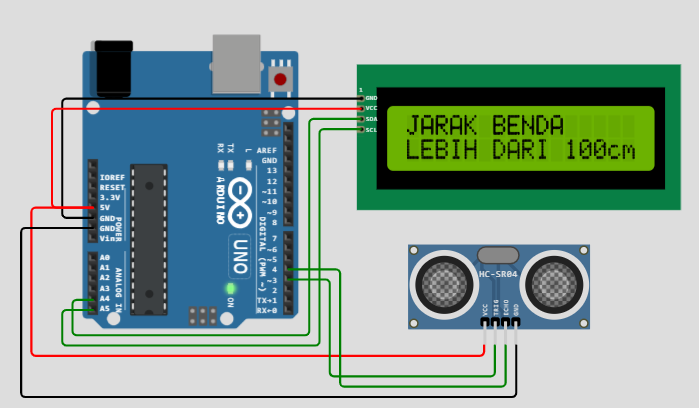 1
GND
VCC
SDA
SCL
JARAK BENDA
LEBIH DARI 100cm
RX
TX
L
ARDUINO
UNO
ON
AREF
GND
13
12
~11
~10
~9
8
7
~6
~5
4
~3
2
TX→1
RX←0
DIGITAL (PWM ~)
IOREF
RESET
3.3V
5V
GND
GND
Vin
POWER
A0
A1
A2
A3
A4
A5
ANALOG IN
HC-SR04
VCC
TRIG
ECHO
GND